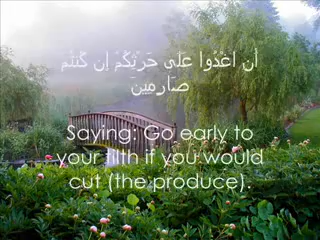 أَنِ اغْدُوا عَلَى حَرْثِكُمْ إِن كُنتُمْ
صَارِمِينَ
Saying: Go early to
your tilth if you would
cut (the produce).